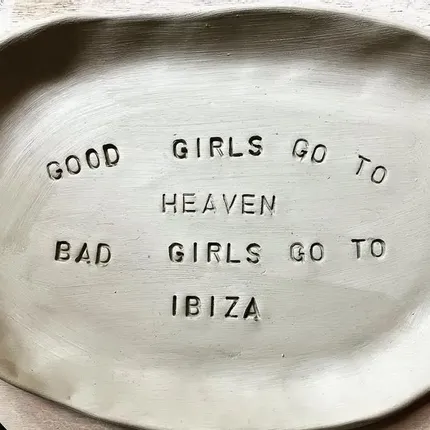 GOOD GIRLS GO TO
HEAVEN
BAD GIRLS GO TO
IBIZA